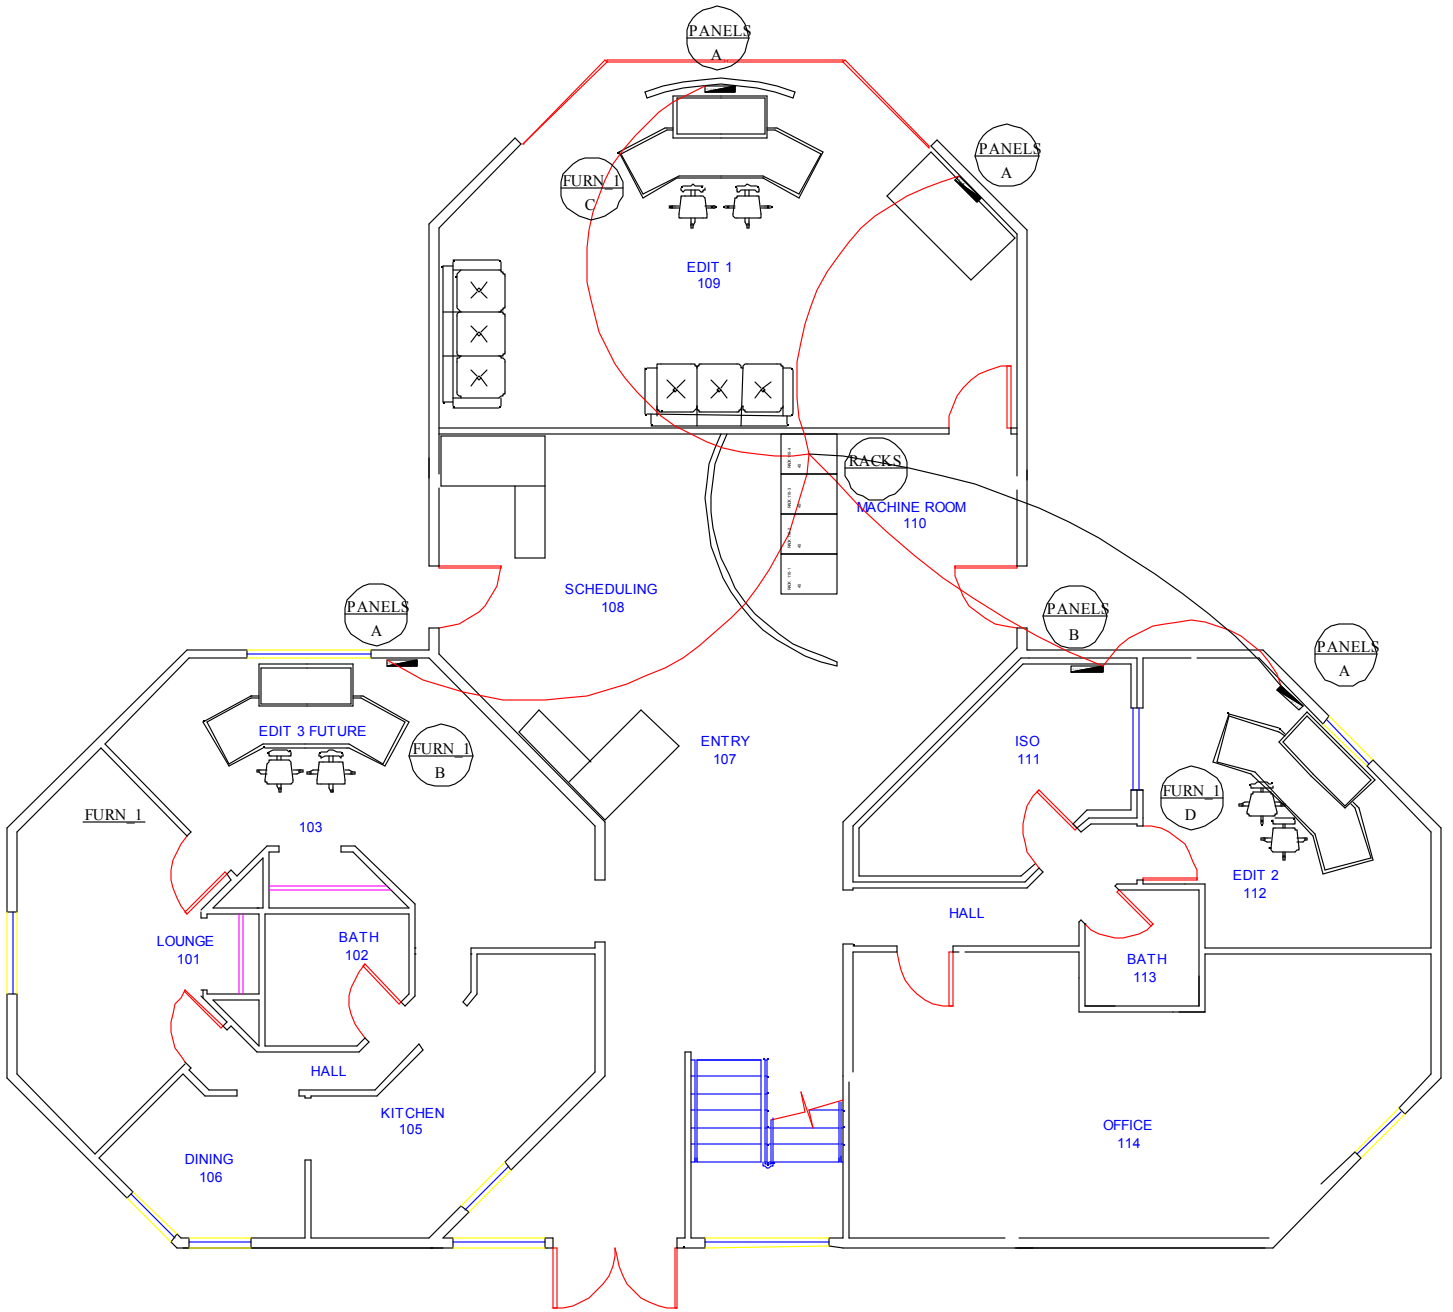 PANELS
A
PANELS
A
FURN_1
C
EDIT 1
109
RACKS
MACHINE ROOM
110
SCHEDULING
108
PANELS
A
PANELS
B
PANELS
A
EDIT 3 FUTURE
FURN_1
B
ENTRY
107
ISO
111
FURN_1
D
FURN_1
103
EDIT 2
112
LOUNGE
101
BATH
102
HALL
BATH
113
HALL
KITCHEN
105
OFFICE
114
DINING
106